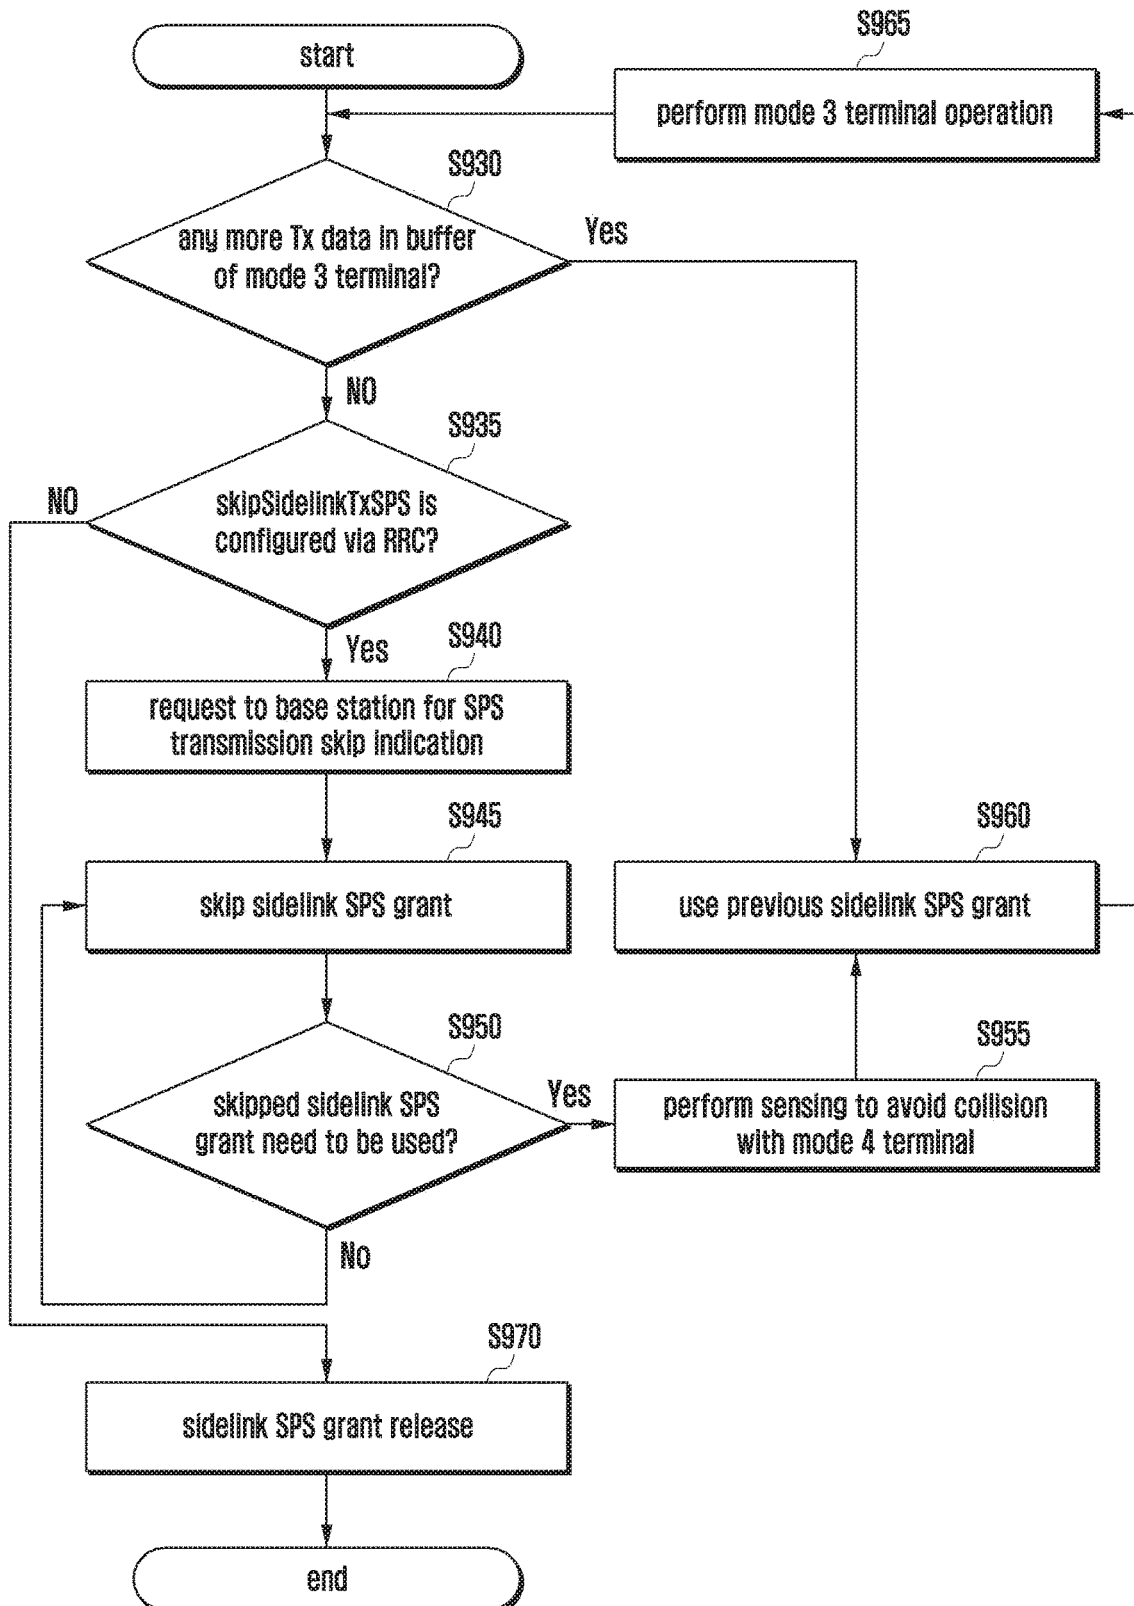 start
S965
perform mode 3 terminal operation
S930
any more Tx data in buffer
of mode 3 terminal?
Yes
NO
S935
skipSidelinkTxSPS is
configured via RRC?
NO
Yes
S940
request to base station for SPS
transmission skip indication
S945
skip sidelink SPS grant
S960
use previous sidelink SPS grant
S950
skipped sidelink SPS
grant need to be used?
Yes
S955
perform sensing to avoid collision
with mode 4 terminal
No
S970
sidelink SPS grant release
end